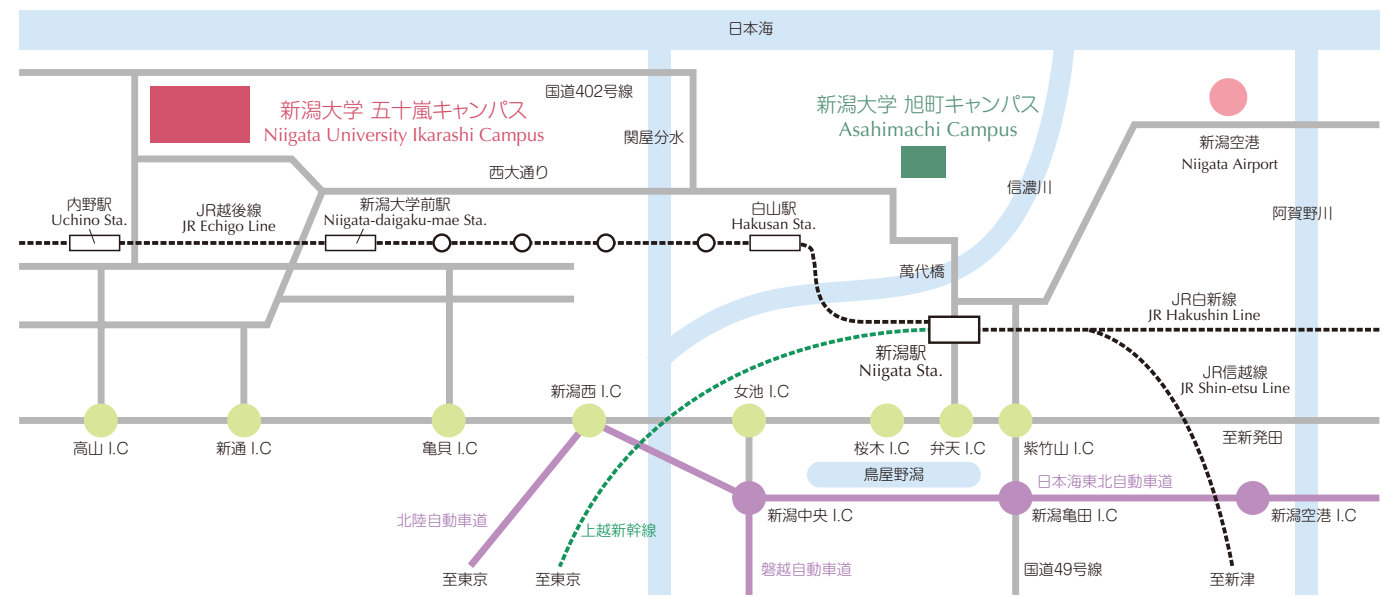 日本海
国道402号線
新潟大学 五十嵐キャンパス
Niigata University Ikarashi Campus
新潟大学 旭町キャンパス
Asahimachi Campus
関屋分水
新潟空港
Niigata Airport
西大通り
信濃川
阿賀野川
内野駅
Uchino Sta.
JR越後線
JR Echigo Line
新潟大学前駅
Niigata-daigaku-mae Sta.
白山駅
Hakusan Sta.
萬代橋
JR白新線
JR Hakushin Line
新潟駅
Niigata Sta.
JR信越線
JR Shin-etsu Line
新潟西 I.C
女池 I.C
高山 I.C
新通 I.C
亀貝 I.C
桜木 I.C
弁天 I.C
紫竹山 I.C
至新発田
鳥屋野潟
日本海東北自動車道
北陸自動車道
上越新幹線
新潟中央 I.C
新潟亀田 I.C
新潟空港 I.C
磐越自動車道
国道49号線
至東京
至東京
至新津